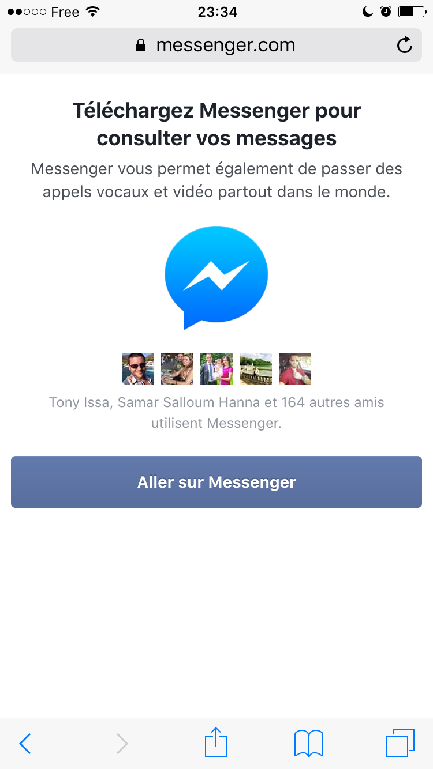 Free 23:34
messenger.com
Téléchargez Messenger pour
consulter vos messages
Messenger vous permet également de passer des
appels vocaux et vidéo partout dans le monde.
Tony Issa, Samar Salloum Hanna et 164 autres amis
utilisent Messenger.
Aller sur Messenger